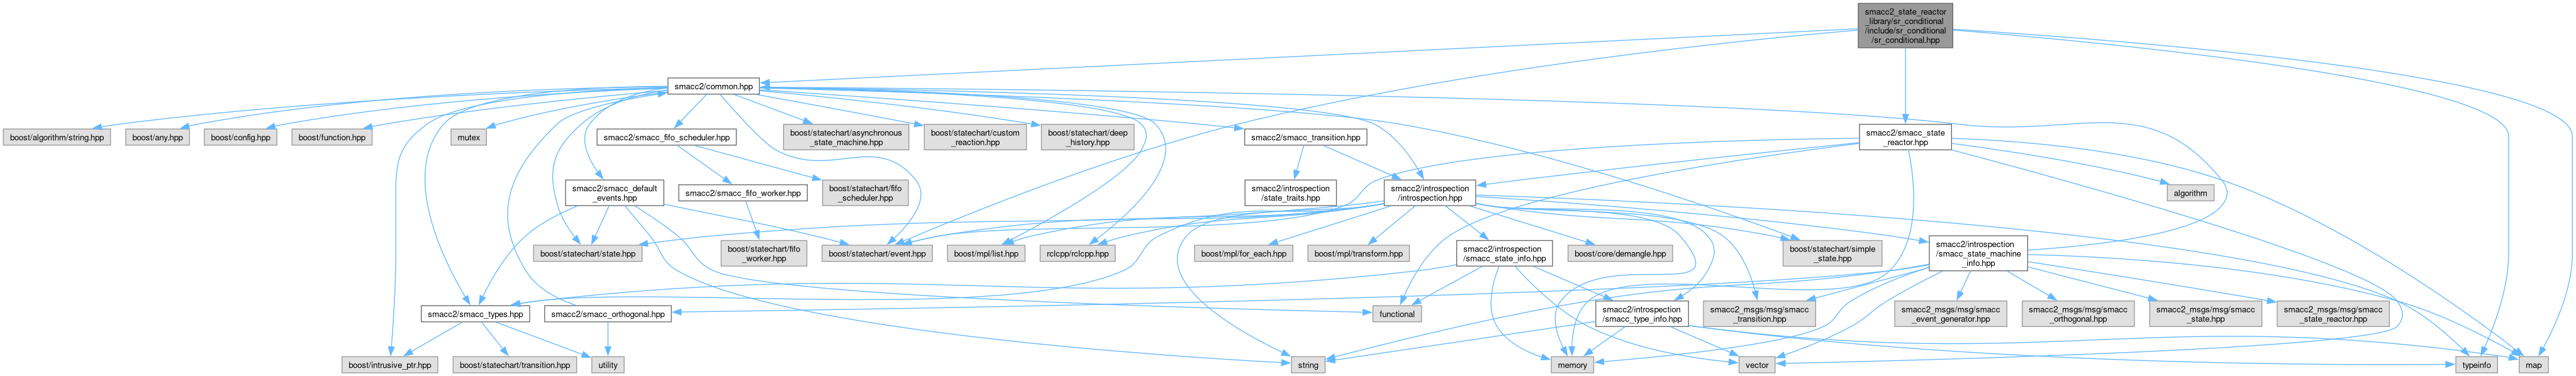 smacc2_state_reactor
_library/sr_conditional
/include/sr_conditional
/sr_conditional.hpp
smacc2/common.hpp
boost/algorithm/string.hpp
boost/any.hpp
boost/config.hpp
boost/function.hpp
mutex
smacc2/smacc_fifo_scheduler.hpp
boost/statechart/asynchronous
_state_machine.hpp
boost/statechart/custom
_reaction.hpp
boost/statechart/deep
_history.hpp
smacc2/smacc_transition.hpp
smacc2/smacc_state
_reactor.hpp
smacc2/smacc_default
_events.hpp
smacc2/smacc_fifo_worker.hpp
boost/statechart/fifo
_scheduler.hpp
smacc2/introspection
/state_traits.hpp
smacc2/introspection
/introspection.hpp
algorithm
boost/statechart/state.hpp
boost/statechart/fifo
_worker.hpp
boost/statechart/event.hpp
boost/mpl/list.hpp
rclcpp/rclcpp.hpp
boost/mpl/for_each.hpp
boost/mpl/transform.hpp
smacc2/introspection
/smacc_state_info.hpp
boost/core/demangle.hpp
boost/statechart/simple
_state.hpp
smacc2/introspection
/smacc_state_machine
_info.hpp
smacc2/smacc_types.hpp
smacc2/smacc_orthogonal.hpp
functional
smacc2/introspection
/smacc_type_info.hpp
smacc2_msgs/msg/smacc
_transition.hpp
smacc2_msgs/msg/smacc
_event_generator.hpp
smacc2_msgs/msg/smacc
_orthogonal.hpp
smacc2_msgs/msg/smacc
_state.hpp
smacc2_msgs/msg/smacc
_state_reactor.hpp
boost/intrusive_ptr.hpp
boost/statechart/transition.hpp
utility
string
memory
vector
typeinfo
map